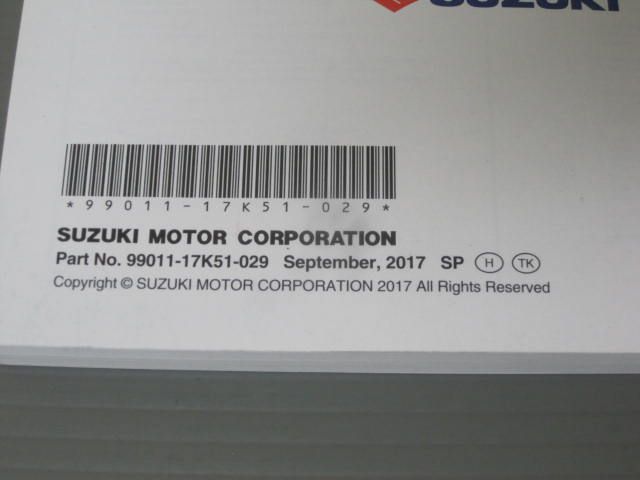 SUZUKI
*99011-17K51-029*
SUZUKI MOTOR CORPORATION
Part No. 99011-17K51-029 September, 2017 SP H TK
Copyright © SUZUKI MOTOR CORPORATION 2017 All Rights Reserved